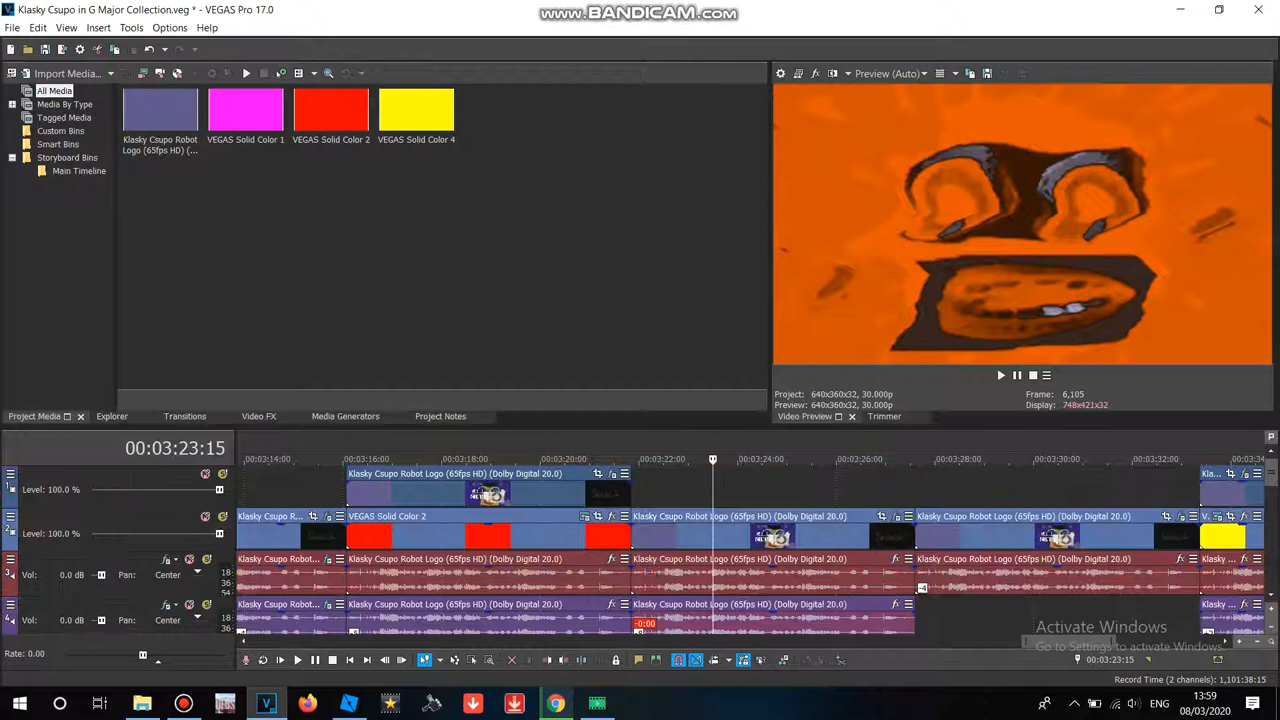 Klasky Csupo in G Major Collection.veg * - VEGAS Pro 17.0
www.BANDICAM.com
File Edit View Insert Tools Options Help
Import Media...
Preview (Auto)
All Media
Media By Type
Tagged Media
Custom Bins
Smart Bins
Storyboard Bins
Main Timeline
Klasky Csupo Robot
Logo (65fps HD) (...
VEGAS Solid Color 1
VEGAS Solid Color 2
VEGAS Solid Color 4
Project: 640x360x32, 30.000p
Frame: 6,105
Preview: 640x360x32, 30.000p
Display: 748x421x32
Project Media Explorer Transitions Video FX Media Generators Project Notes
Video Preview Trimmer
00:03:23:15
00:03:14:00 00:03:16:00 00:03:18:00 00:03:20:00 00:03:22:00 00:03:24:00 00:03:26:00 00:03:28:00 00:03:30:00 00:03:32:00 00:03:34
1
Level: 100.0 %
Klasky Csupo Robot Logo (65fps HD) (Dolby Digital 20.0)
Kla...
2
Level: 100.0 %
Klasky Csupo R...
VEGAS Solid Color 2
Klasky Csupo Robot Logo (65fps HD) (Dolby Digital 20.0)
Klasky Csupo Robot Logo (65fps HD) (Dolby Digital 20.0)
V...
3
Vol: 0.0 dB Pan: Center
18
36
54
Klasky Csupo Robot...
Klasky Csupo Robot Logo (65fps HD) (Dolby Digital 20.0)
Klasky Csupo Robot Logo (65fps HD) (Dolby Digital 20.0)
Klasky Csupo Robot Logo (65fps HD) (Dolby Digital 20.0)
Klasky ...
-4
4
Vol: 0.0 dB Pan: Center
18
36
Klasky Csupo Robot...
Klasky Csupo Robot Logo (65fps HD) (Dolby Digital 20.0)
Klasky Csupo Robot Logo (65fps HD) (Dolby Digital 20.0)
Klasky ...
-0:00
Activate Windows
Go to Settings to activate Windows.
Rate: 0.00
00:03:23:15
Record Time (2 channels): 1,101:38:15
ENG
13:59
08/03/2020